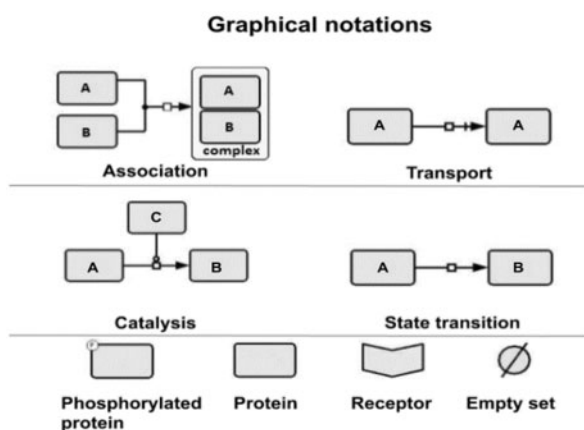 Graphical notations
A
B
A
B
complex
Association
A
A
Transport
C
A
B
Catalysis
A
B
State transition
Phosphorylated
protein
Protein
Receptor
Empty set